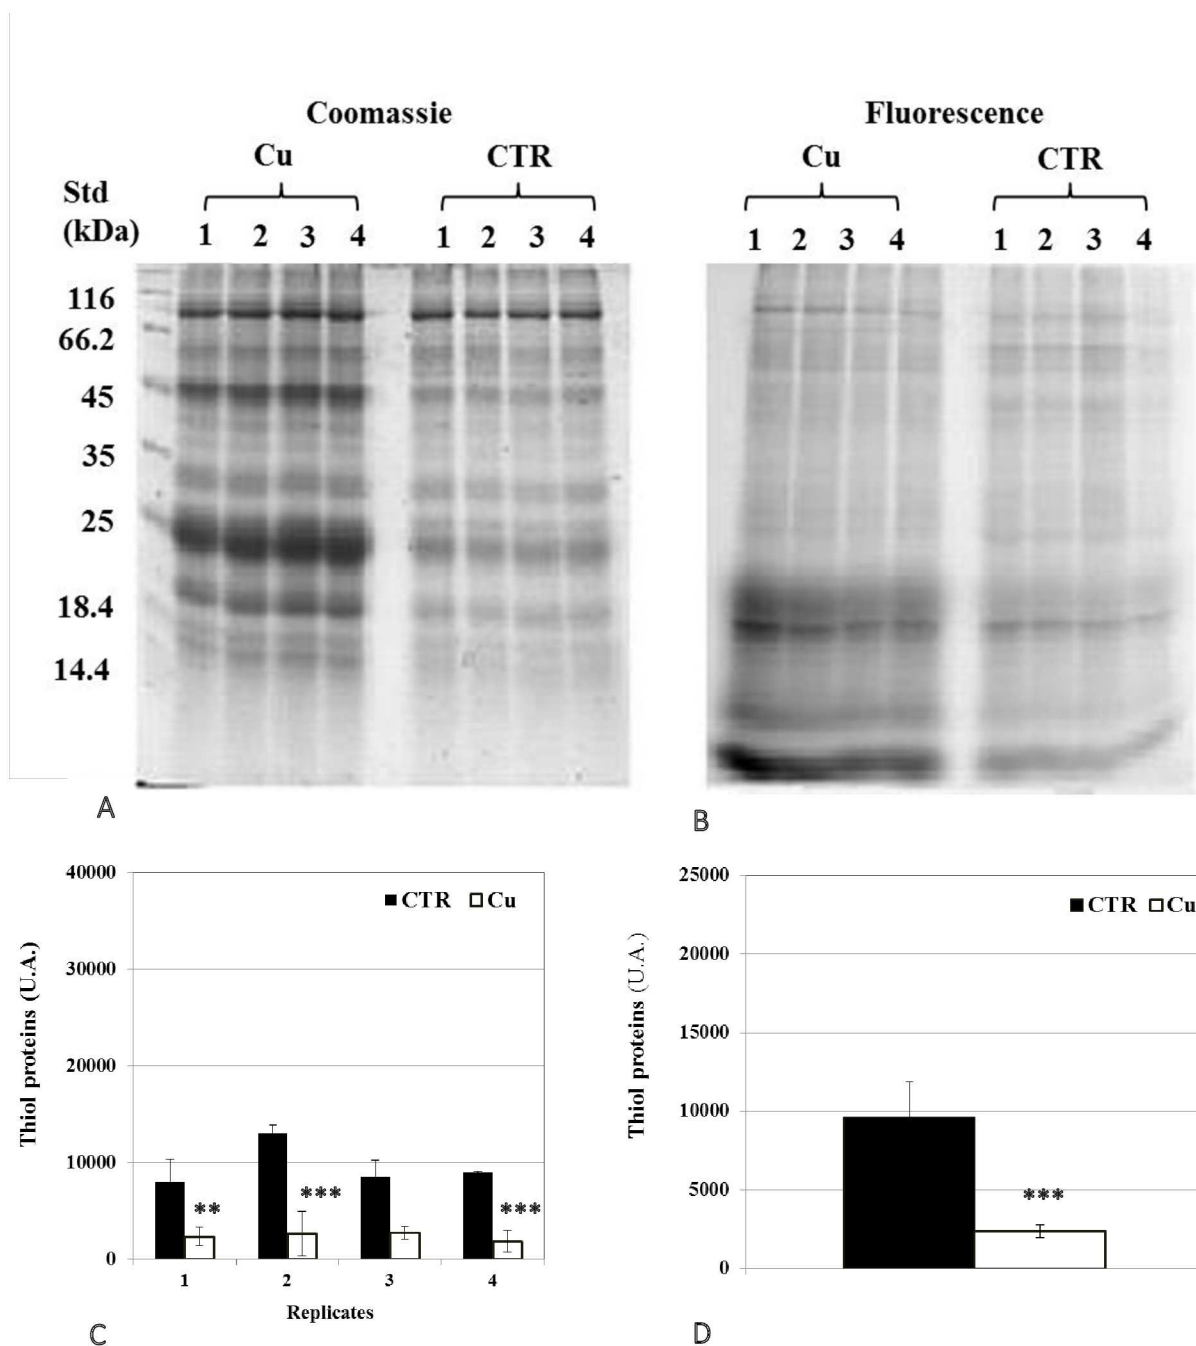 Coomassie
Fluorescence
Cu CTR
Cu CTR
Std
(kDa)
1 2 3 4 1 2 3 4
1 2 3 4 1 2 3 4
116
66.2
45
35
25
18.4
14.4
A
B
40000
30000
20000
10000
0
Thiol proteins (U.A.)
CTR Cu
** *** ***
1 2 3 4
Replicates
C
25000
20000
15000
10000
5000
0
Thiol proteins (U.A.)
CTR Cu
***
D